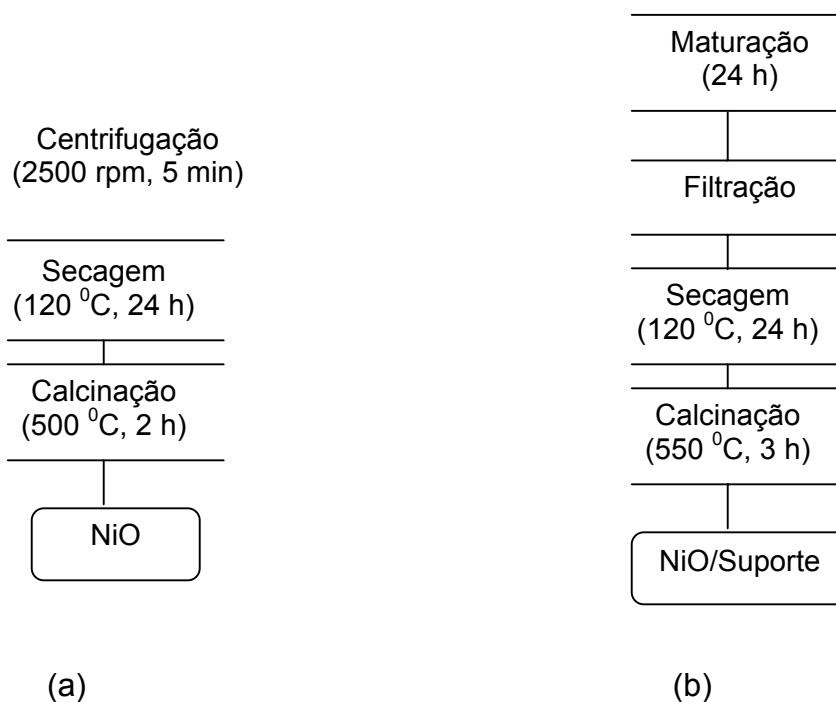 Centrifugação
(2500 rpm, 5 min)
Secagem
(120 ⁰C, 24 h)
Calcinação
(500 ⁰C, 2 h)
NiO
(a)
Maturação
(24 h)
Filtração
Secagem
(120 ⁰C, 24 h)
Calcinação
(550 ⁰C, 3 h)
NiO/Suporte
(b)